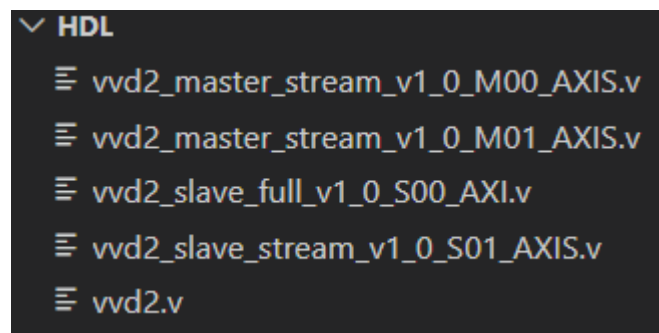 HDL
vvd2_master_stream_v1_0_M00_AXIS.v
vvd2_master_stream_v1_0_M01_AXIS.v
vvd2_slave_full_v1_0_S00_AXI.v
vvd2_slave_stream_v1_0_S01_AXIS.v
vvd2.v